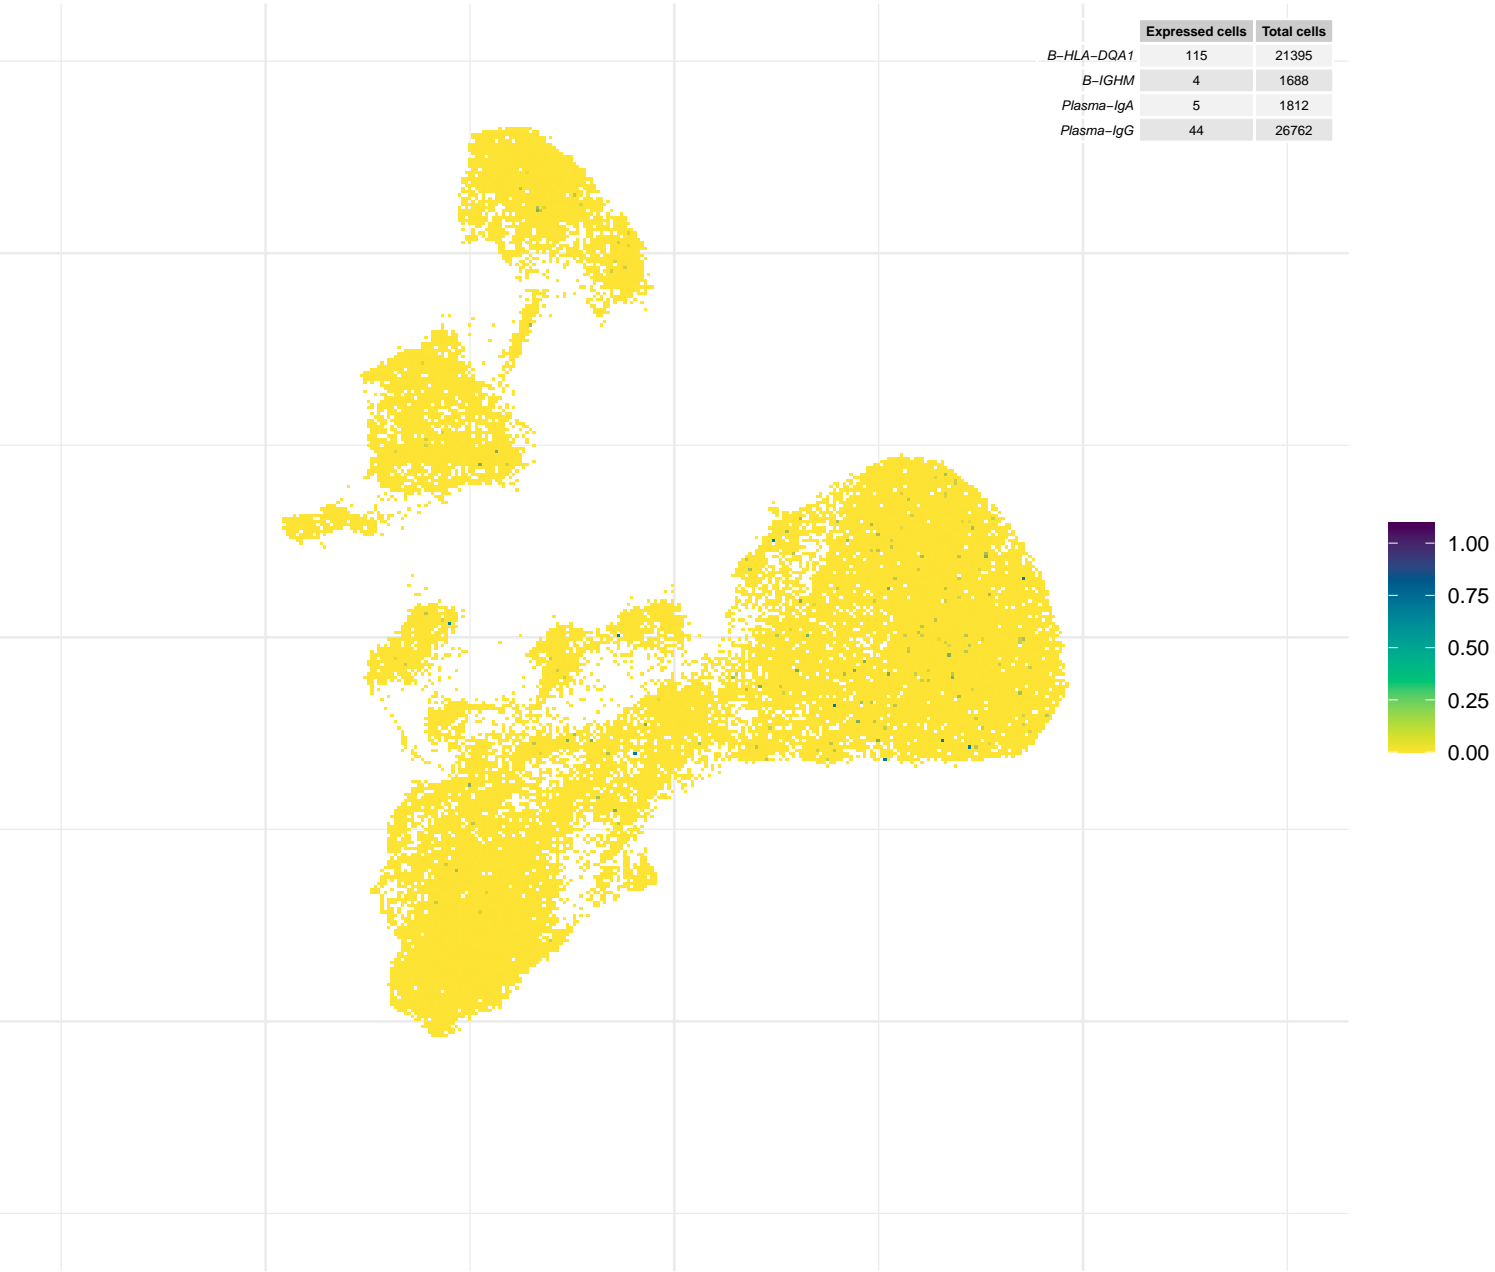 Expressed cells Total cells
B−HLA−DQA1 115 21395
B−IGHM 4 1688
Plasma−IgA 5 1812
Plasma−IgG 44 26762
1.00
0.75
0.50
0.25
0.00